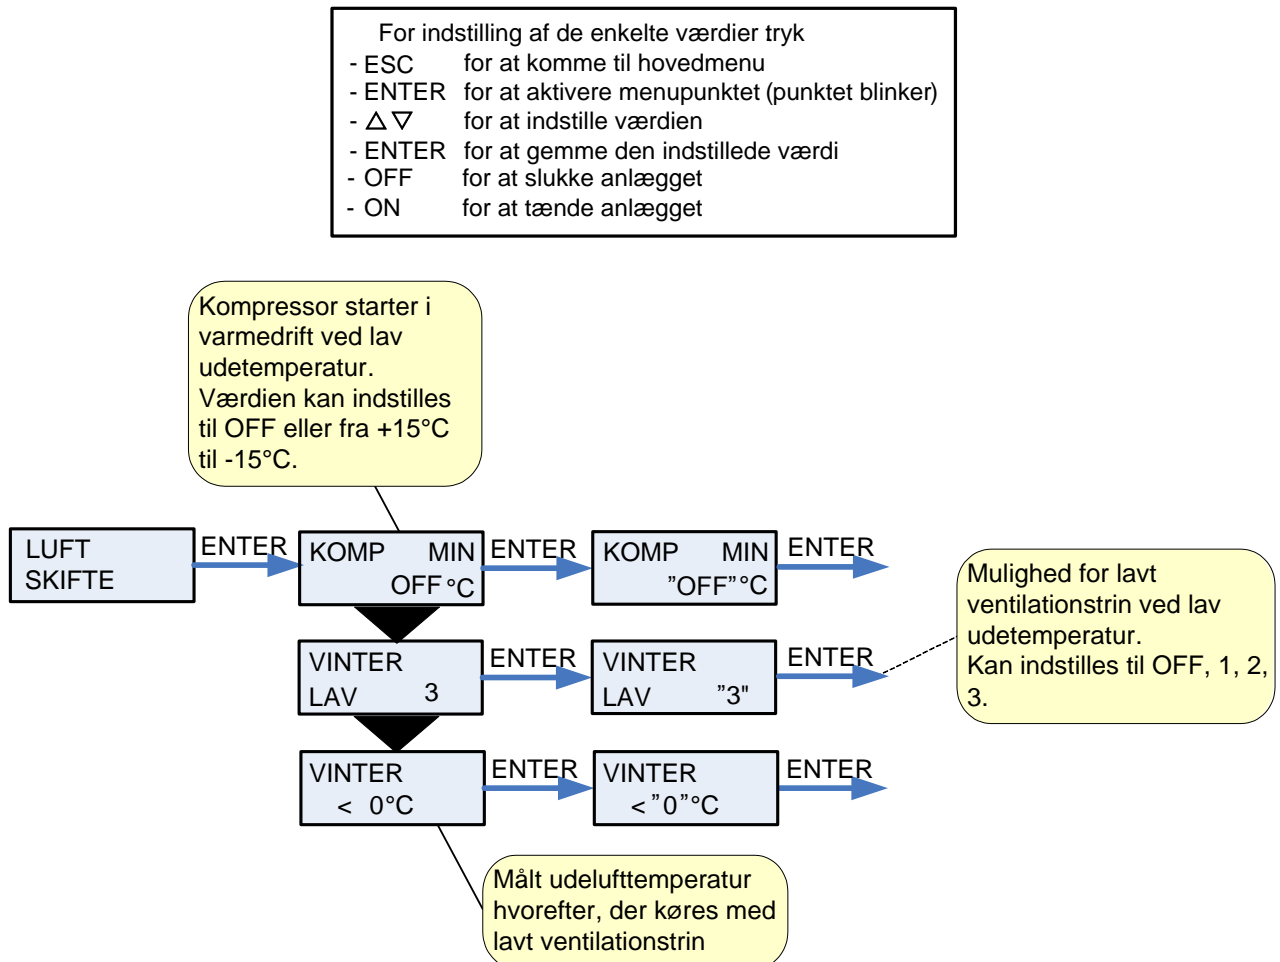 For indstilling af de enkelte værdier tryk
- ESC for at komme til hovedmenu
- ENTER for at aktivere menupunktet (punktet blinker)
- △▽ for at indstille værdien
- ENTER for at gemme den indstillede værdi
- OFF for at slukke anlægget
- ON for at tænde anlægget
Kompressor starter i
varmedrift ved lav
udetemperatur.
Værdien kan indstilles
til OFF eller fra +15°C
til -15°C.
LUFT
SKIFTE
ENTER
KOMP MIN
OFF °C
ENTER
KOMP MIN
”OFF”°C
ENTER
VINTER
LAV 3
ENTER
VINTER
LAV ”3"
ENTER
Mulighed for lavt
ventilationstrin ved lav
udetemperatur.
Kan indstilles til OFF, 1, 2,
3.
VINTER
< 0°C
ENTER
VINTER
<”0”°C
ENTER
Målt udelufttemperatur
hvorefter, der køres med
lavt ventilationstrin